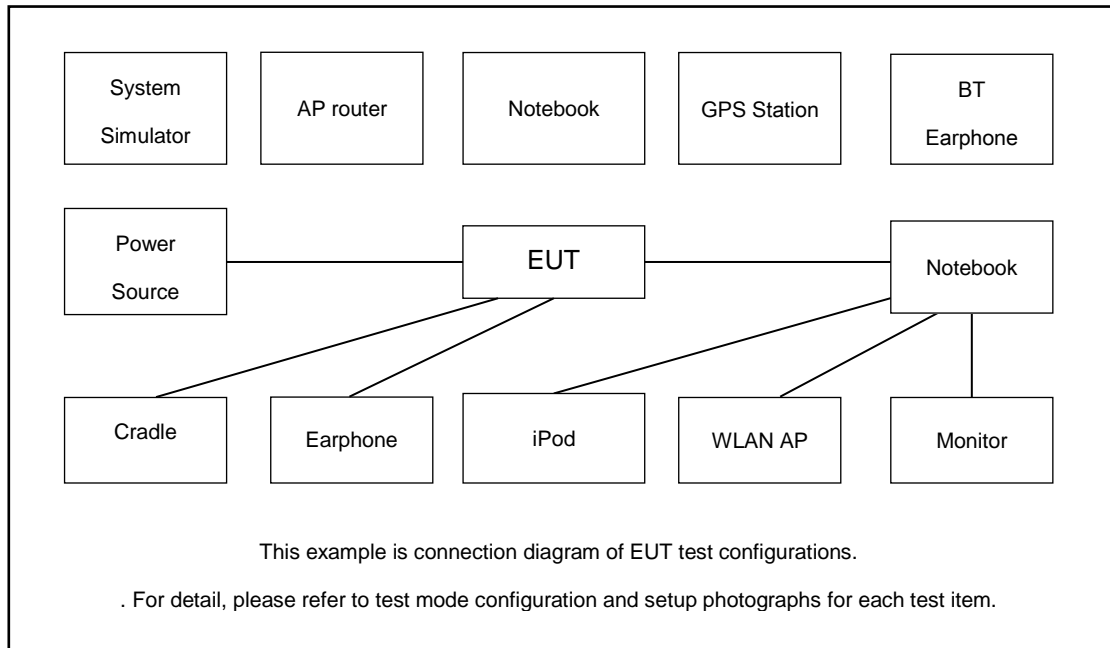 System
Simulator
AP router
Notebook
GPS Station
BT
Earphone
Power
Source
EUT
Notebook
Cradle
Earphone
iPod
WLAN AP
Monitor
This example is connection diagram of EUT test configurations.
. For detail, please refer to test mode configuration and setup photographs for each test item.